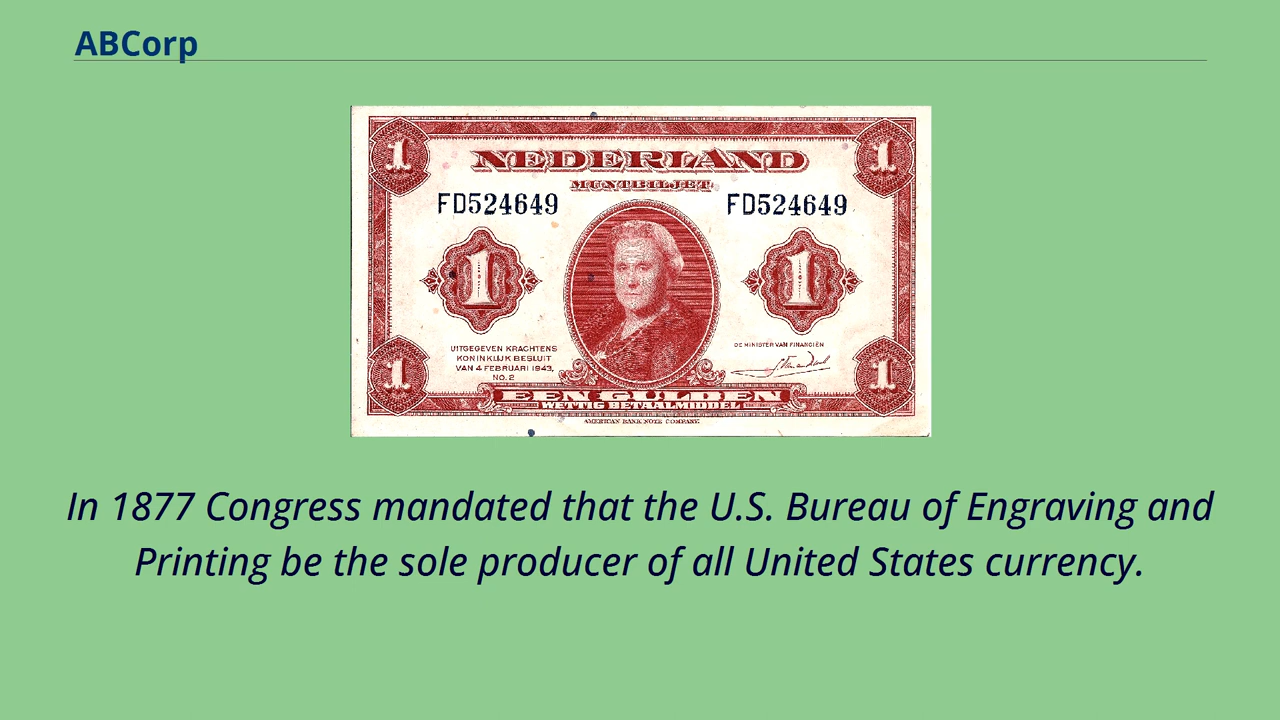 ABCorp
1 1
NEDERLAND
MUNTBILJET
FD524649 FD524649
1 1
UITGEGEVEN KRACHTENS
KONINKLIJK BESLUIT
VAN 4 FEBRUARI 1943,
NO. 2
DE MINISTER VAN FINANCIËN
1 1
EEN GULDEN
WETTIG BETAALMIDDEL
AMERICAN BANK NOTE COMPANY.
In 1877 Congress mandated that the U.S. Bureau of Engraving and
Printing be the sole producer of all United States currency.